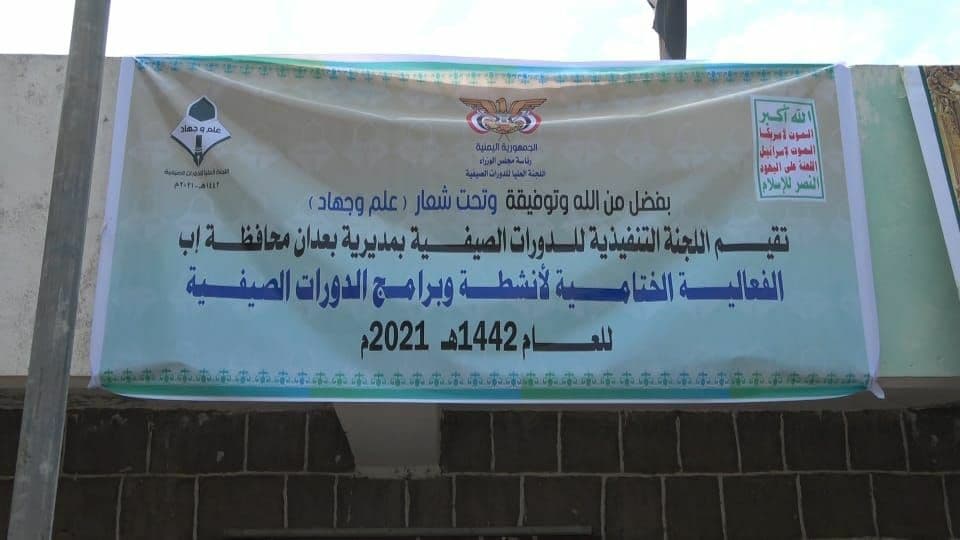 الجمهورية اليمنية
رئاسة مجلس الوزراء
اللجنة العليا للدورات الصيفية
الله أكبر
الموت لأمريكا
الموت لإسرائيل
اللعنة على اليهود
النصر للإسلام
علم و جهاد
اللجنة العليا للدورات الصيفية
١٤٤٢هـ - ٢٠٢١م
بفضل من الله وتوفيقة وتحت شعار ( علم وجهاد )
تقيم اللجنة التنفيذية للدورات الصيفية بمديرية بعدان محافظة إب
الفعالية الختامية لأنشطة وبرامج الدورات الصيفية
للعام 1442هـ 2021م